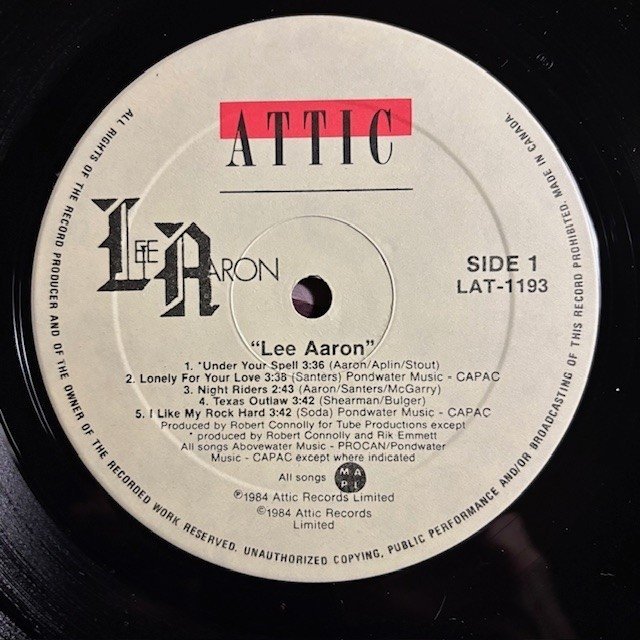 ATTIC
LEE AARON
SIDE 1
LAT-1193
"Lee Aaron"
1. *Under Your Spell 3:36 (Aaron/Aplin/Stout)
2. Lonely For Your Love 3:38 (Santers) Pondwater Music - CAPAC
3. Night Riders 2:43 (Aaron/Santers/McGarry)
4. Texas Outlaw 3:42 (Shearman/Bulger)
5. I Like My Rock Hard 3:42 (Soda) Pondwater Music - CAPAC
Produced by Robert Connolly for Tube Productions except
* produced by Robert Connolly and Rik Emmett
All songs Abovewater Music - PROCAN/Pondwater
Music - CAPAC except where indicated
All songs MAPL
℗1984 Attic Records Limited
©1984 Attic Records
Limited
ALL RIGHTS OF THE RECORD PRODUCER AND OF THE OWNER OF THE RECORDED WORK RESERVED. UNAUTHORIZED COPYING, PUBLIC PERFORMANCE AND/OR BROADCASTING OF THIS RECORD PROHIBITED. MADE IN CANADA.